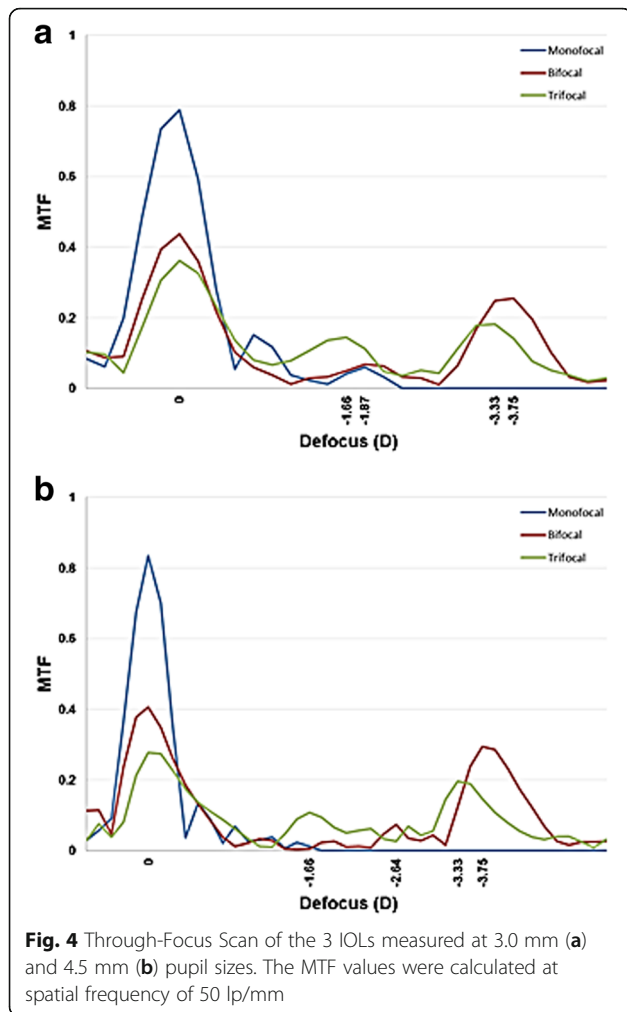 a
1
Monofocal
Bifocal
Trifocal
0.8
0.6
MTF
0.4
0.2
0
0
-1.66
-1.87
-3.33
-3.75
Defocus (D)
b
1
Monofocal
Bifocal
Trifocal
0.8
0.6
MTF
0.4
0.2
0
0
-1.66
-2.64
-3.33
-3.75
Defocus (D)
Fig. 4 Through-Focus Scan of the 3 IOLs measured at 3.0 mm (a)
and 4.5 mm (b) pupil sizes. The MTF values were calculated at
spatial frequency of 50 lp/mm